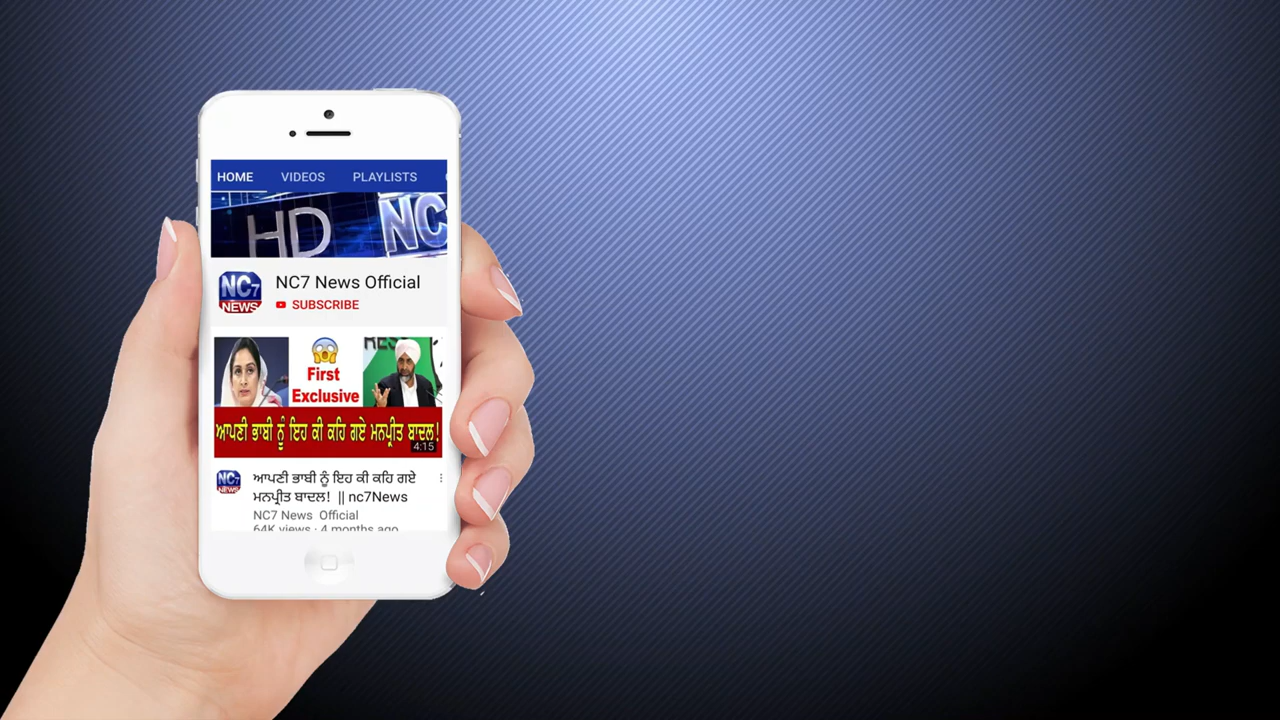 HOME VIDEOS PLAYLISTS
HD NC
NC7 News Official
NC7 NEWS
SUBSCRIBE
First
Exclusive
ਆਪਣੀ ਭਾਬੀ ਨੂੰ ਇਹ ਕੀ ਕਹਿ ਗਏ ਮਨਪ੍ਰੀਤ ਬਾਦਲ!
4:15
ਆਪਣੀ ਭਾਬੀ ਨੂੰ ਇਹ ਕੀ ਕਹਿ ਗਏ
NC7 NEWS
ਮਨਪ੍ਰੀਤ ਬਾਦਲ! || nc7News
NC7 News Official
64K views · 4 months ago